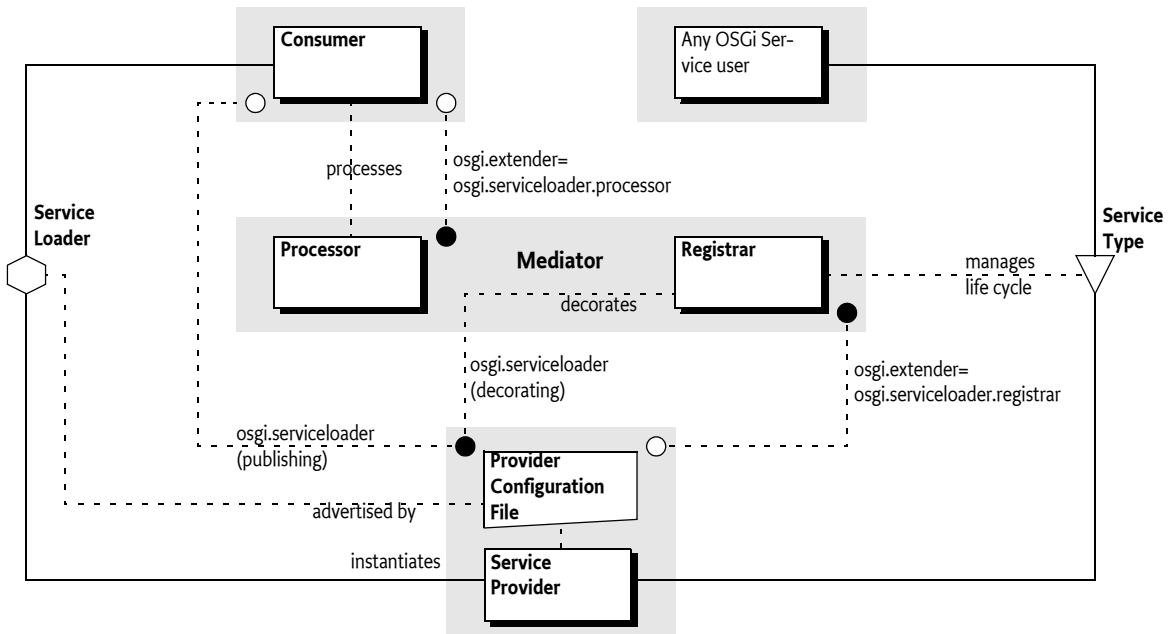 Consumer
Any OSGi Ser-
vice user
processes
osgi.extender=
osgi.serviceloader.processor
Service
Loader
Service
Type
Processor
Mediator
Registrar
manages
life cycle
decorates
osgi.serviceloader
(decorating)
osgi.extender=
osgi.serviceloader.registrar
osgi.serviceloader
(publishing)
Provider
Configuration
File
advertised by
instantiates
Service
Provider